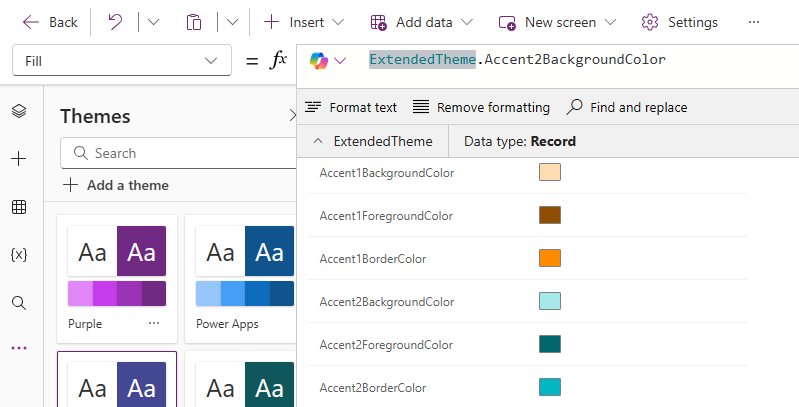 Back Insert Add data New screen Settings ...
Fill = fx ExtendedTheme.Accent2BackgroundColor
Format text Remove formatting Find and replace
Themes
Search
Add a theme
ExtendedTheme Data type: Record
Accent1BackgroundColor
Accent1ForegroundColor
Accent1BorderColor
Accent2BackgroundColor
Accent2ForegroundColor
Accent2BorderColor
{x}
Aa Aa Aa Aa
Purple ... Power Apps
Aa Aa Aa Aa